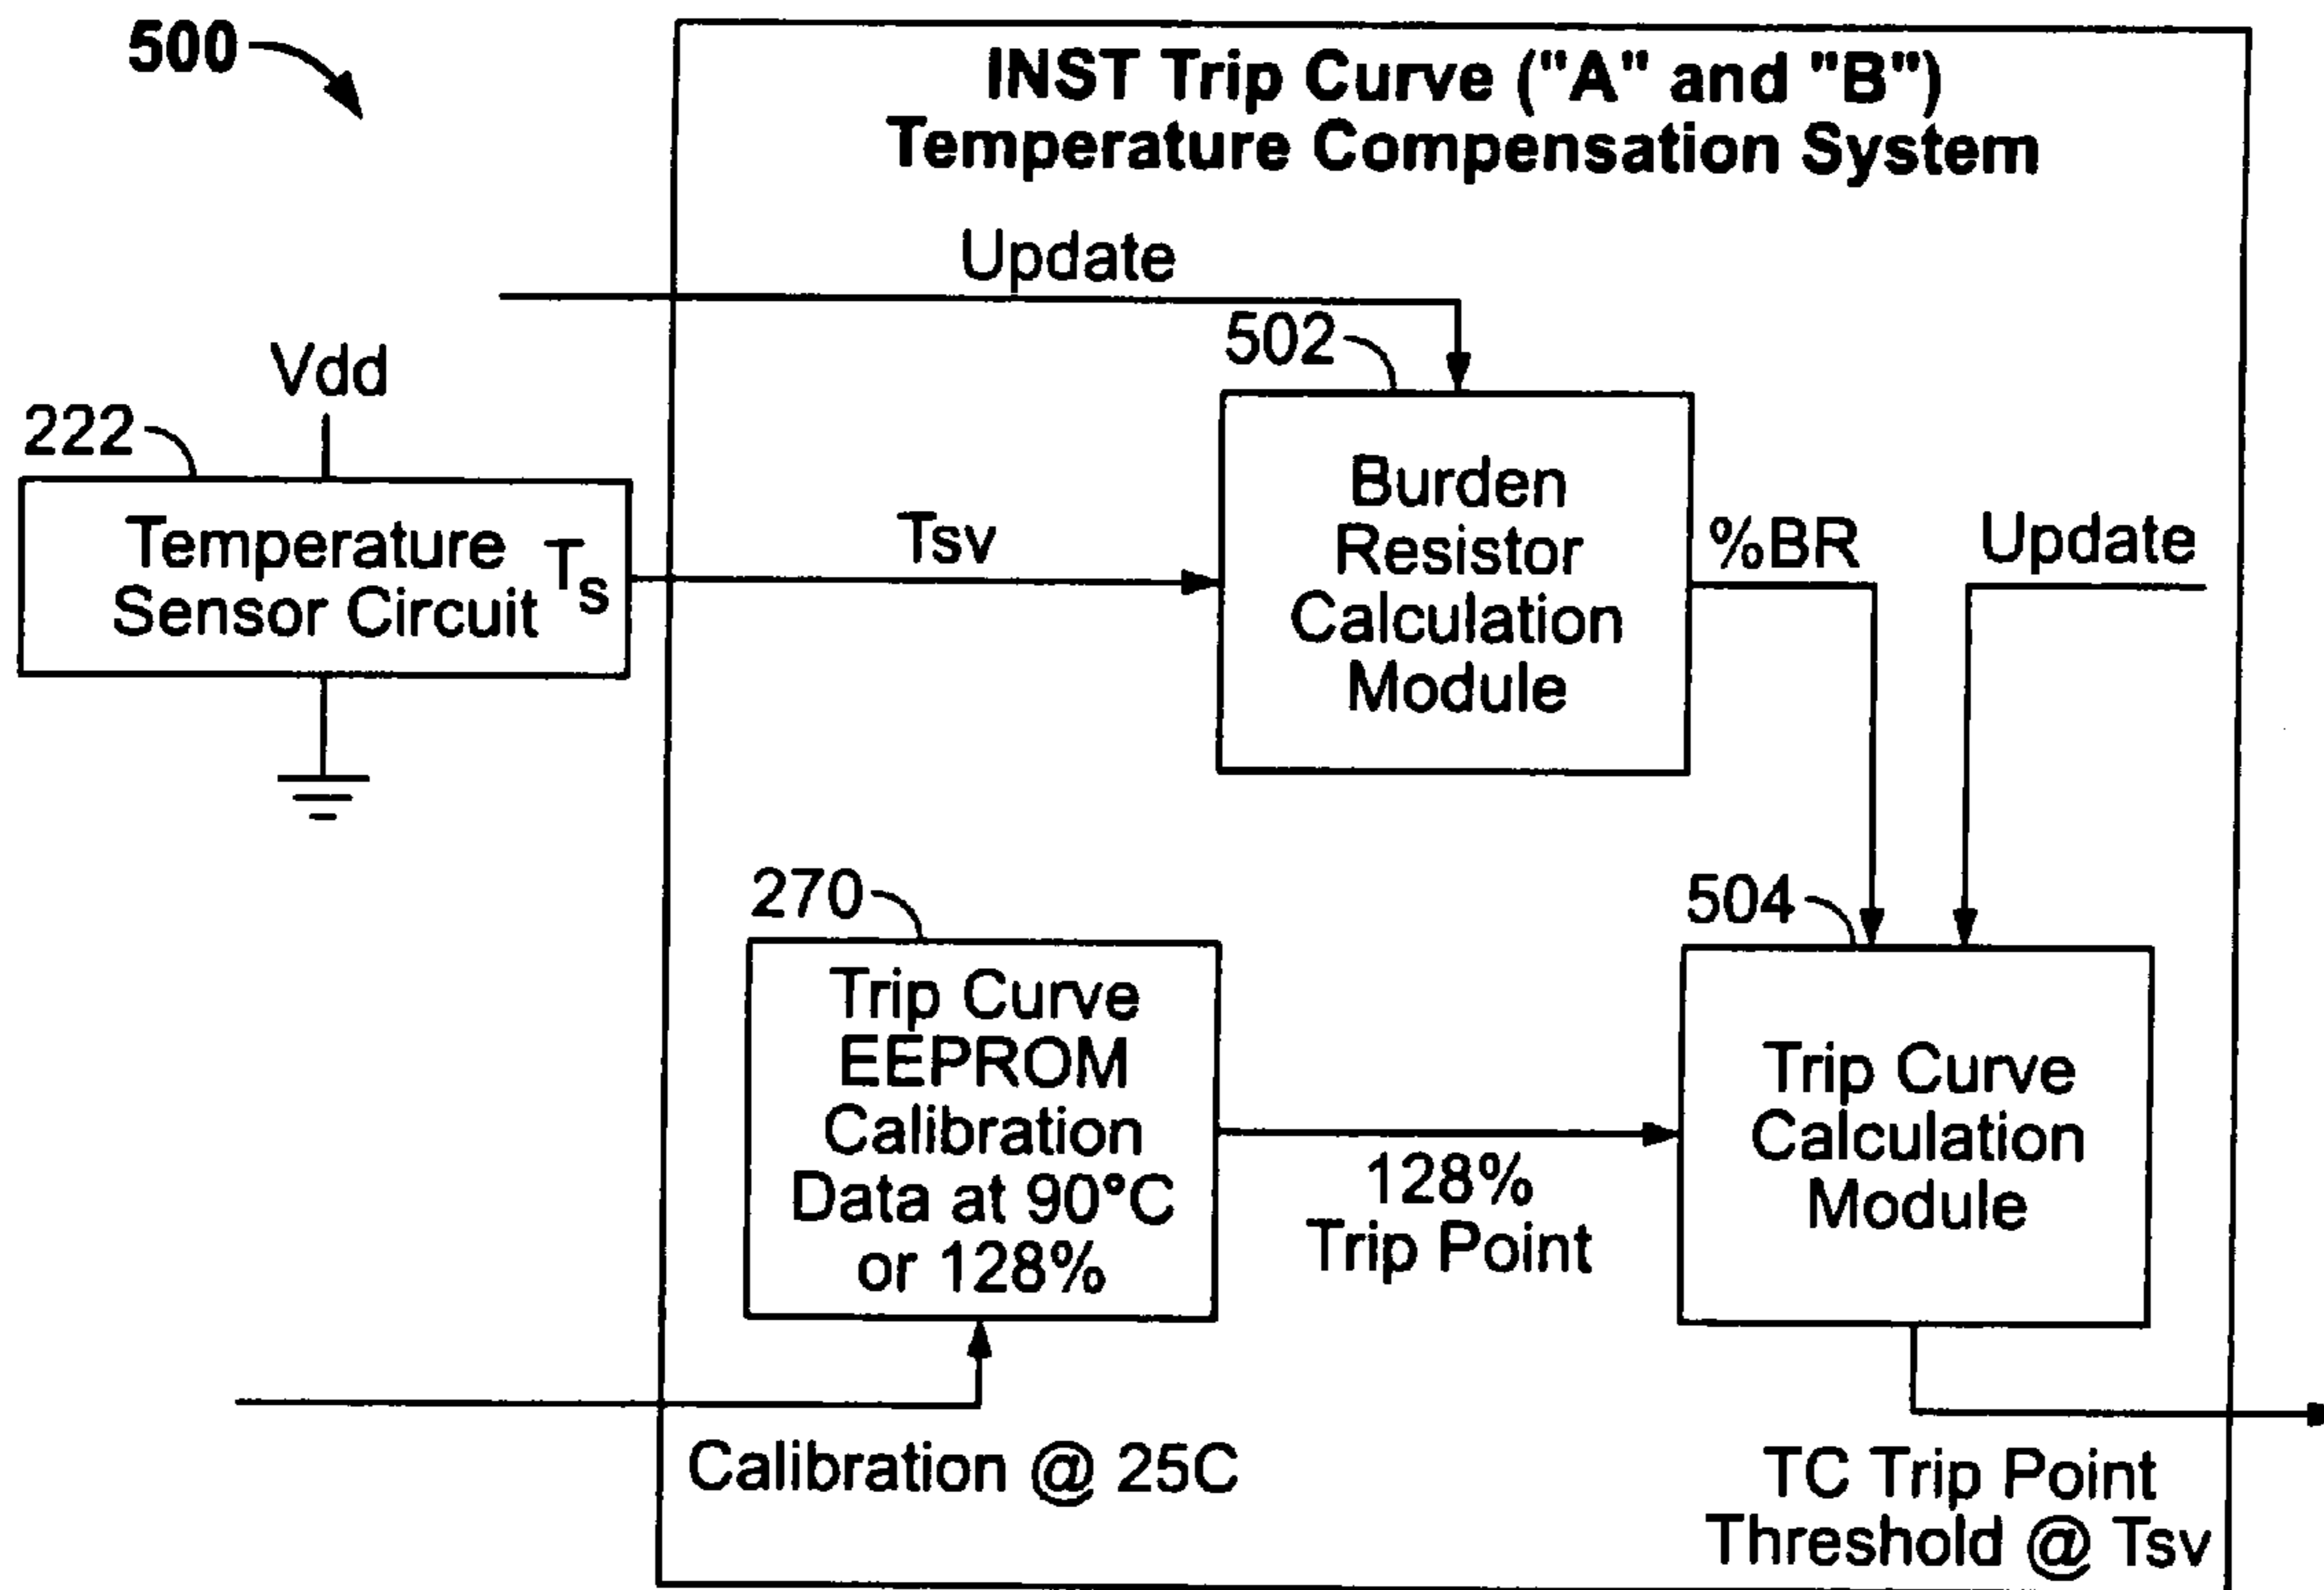 500
INST Trip Curve ("A" and "B")
Temperature Compensation System
Update
502
Vdd
222
Temperature
Sensor Circuit
Ts
Tsv
Burden
Resistor
Calculation
Module
%BR
Update
270
504
Trip Curve
EEPROM
Calibration
Data at 90°C
or 128%
128%
Trip Point
Trip Curve
Calculation
Module
Calibration @ 25C
TC Trip Point
Threshold @ Tsv